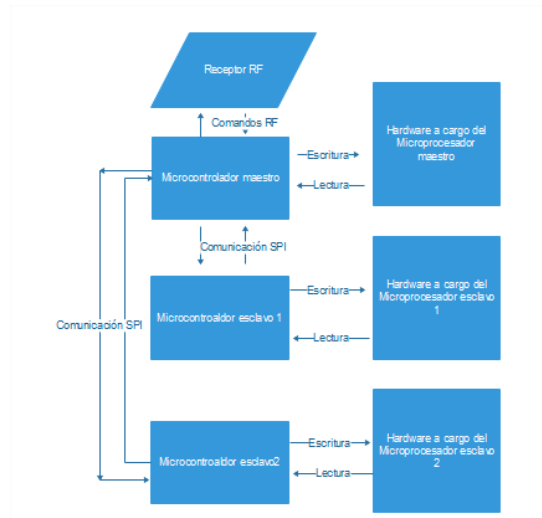 Receptor RF
Comandos RF
Microcontrolador maestro
Escritura
Lectura
Hardware a cargo del
Microprocesador
maestro
Comunicación SPI
Microcontroaldor esclavo 1
Escritura
Lectura
Hardware a cargo del
Microprocesador esclavo
1
Comunicación SPI
Microcontroaldor esclavo2
Escritura
Lectura
Hardware a cargo del
Microprocesador esclavo
2